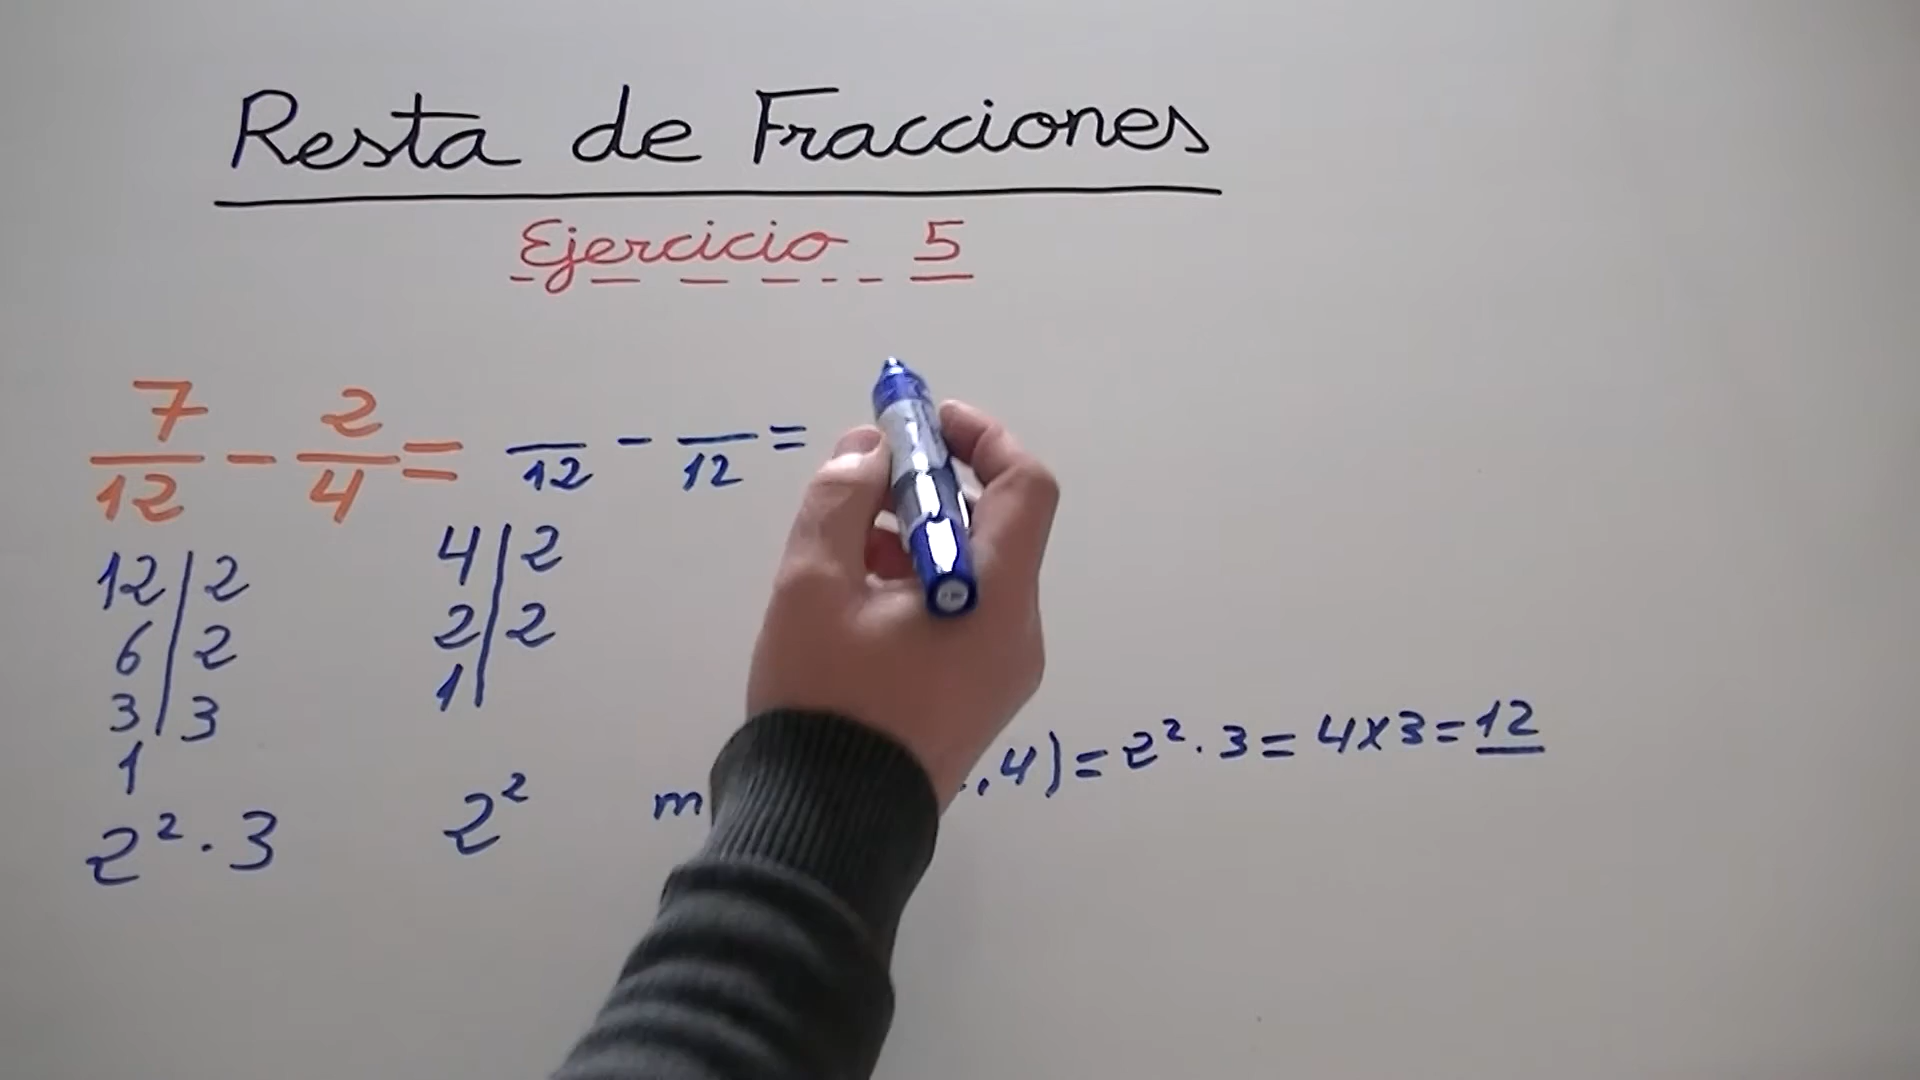 Resta de Fracciones
Ejercicio 5
7/12 - 2/4 = /12 - /12 =
12 | 2
6 | 2
3 | 3
1
2² · 3
4 | 2
2 | 2
1
2²
m , 4) = 2² · 3 = 4x3 = 12